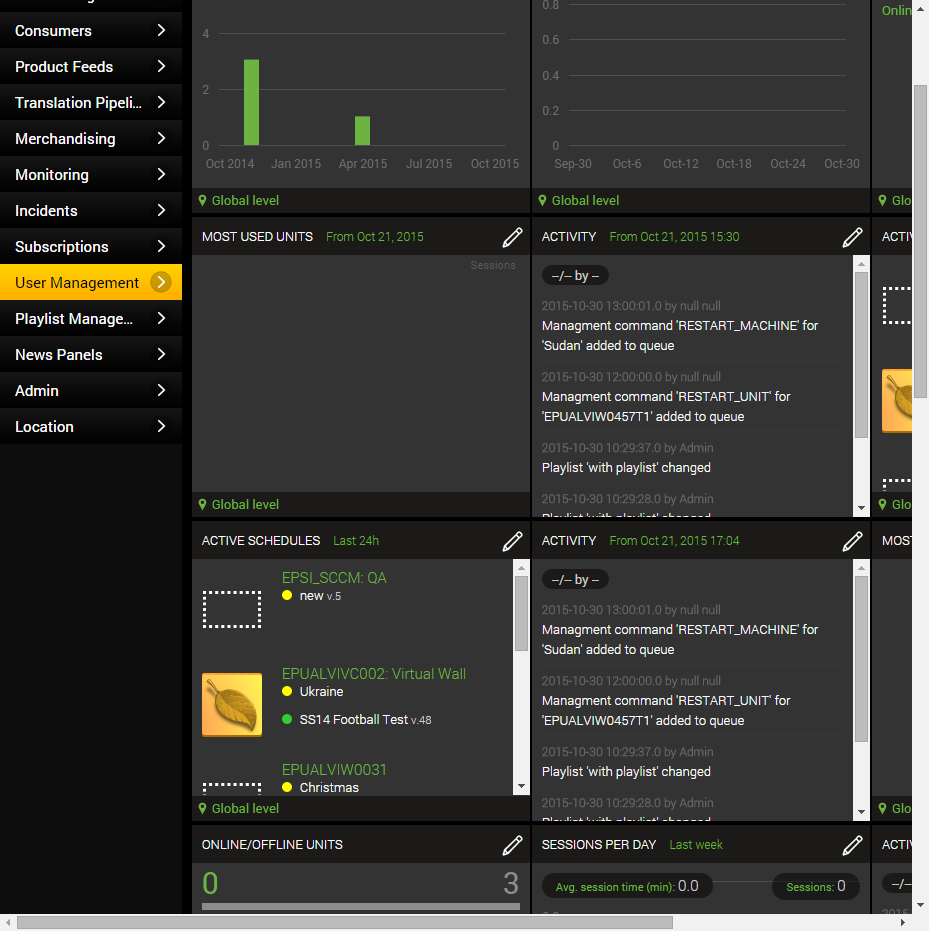 Consumers
Product Feeds
Translation Pipeli...
Merchandising
Monitoring
Incidents
Subscriptions
User Management
Playlist Manage...
News Panels
Admin
Location
4
2
0
Oct 2014 Jan 2015 Apr 2015 Jul 2015 Oct 2015
Global level
0.8
0.6
0.4
0.2
0
Sep-30 Oct-6 Oct-12 Oct-18 Oct-24 Oct-30
Global level
Onlin
Glo
MOST USED UNITS From Oct 21, 2015
Sessions
Global level
ACTIVITY From Oct 21, 2015 15:30
--/-- by --
2015-10-30 13:00:01.0 by null null
Managment command 'RESTART_MACHINE' for
'Sudan' added to queue
2015-10-30 12:00:00.0 by null null
Managment command 'RESTART_UNIT' for
'EPUALVIW0457T1' added to queue
2015-10-30 10:29:37.0 by Admin
Playlist 'with playlist' changed
2015-10-30 10:29:28.0 by Admin
Playlist 'with playlist' changed
ACTIV
Glo
ACTIVE SCHEDULES Last 24h
EPSI_SCCM: QA
new v.5
EPUALVIVC002: Virtual Wall
Ukraine
SS14 Football Test v.48
EPUALVIW0031
Christmas
Global level
ACTIVITY From Oct 21, 2015 17:04
--/-- by --
2015-10-30 13:00:01.0 by null null
Managment command 'RESTART_MACHINE' for
'Sudan' added to queue
2015-10-30 12:00:00.0 by null null
Managment command 'RESTART_UNIT' for
'EPUALVIW0457T1' added to queue
2015-10-30 10:29:37.0 by Admin
Playlist 'with playlist' changed
2015-10-30 10:29:28.0 by Admin
Playlist 'with playlist' changed
MOST
Glo
ONLINE/OFFLINE UNITS
0 3
SESSIONS PER DAY Last week
Avg. session time (min): 0.0 Sessions: 0
ACTIV
--/--